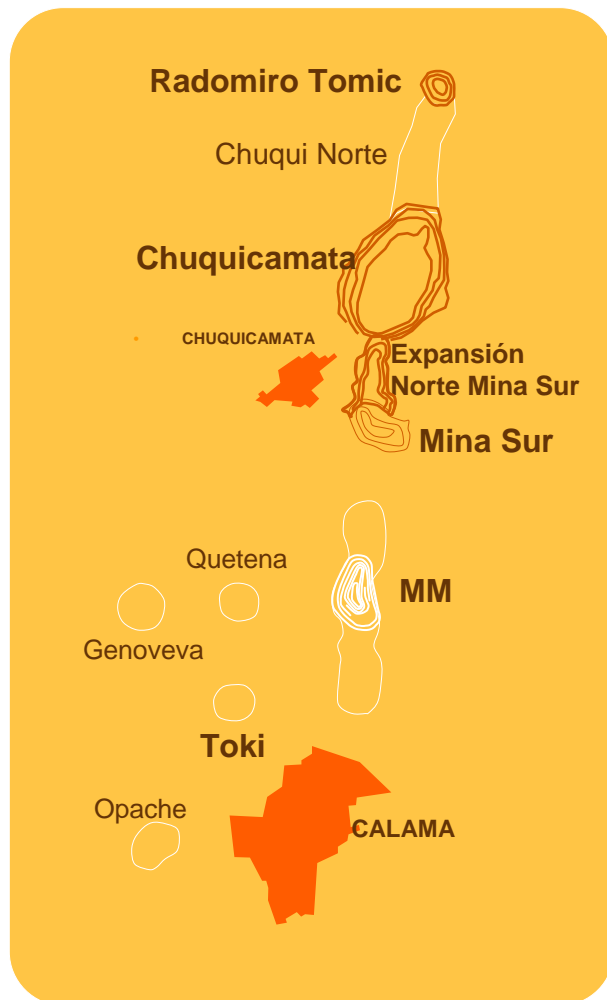 Radomiro Tomic
Chuqui Norte
Chuquicamata
CHUQUICAMATA
Expansión
Norte Mina Sur
Mina Sur
Quetena
MM
Genoveva
Toki
Opache
CALAMA